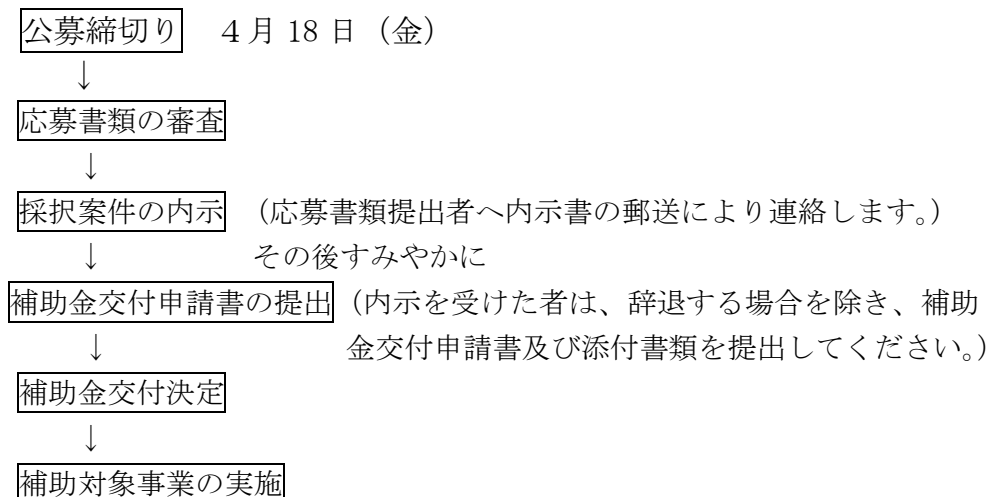 公募締切り　４月 18 日（金）
↓
応募書類の審査
↓
採択案件の内示　（応募書類提出者へ内示書の郵送により連絡します。）
↓　その後すみやかに
補助金交付申請書の提出（内示を受けた者は、辞退する場合を除き、補助
↓　金交付申請書及び添付書類を提出してください。）
補助金交付決定
↓
補助対象事業の実施